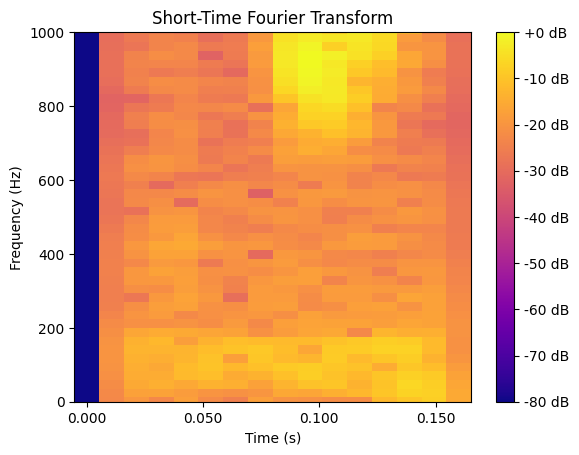 Short-Time Fourier Transform
1000
800
600
400
200
0
Frequency (Hz)
0.000
0.050
0.100
0.150
Time (s)
+0 dB
-10 dB
-20 dB
-30 dB
-40 dB
-50 dB
-60 dB
-70 dB
-80 dB